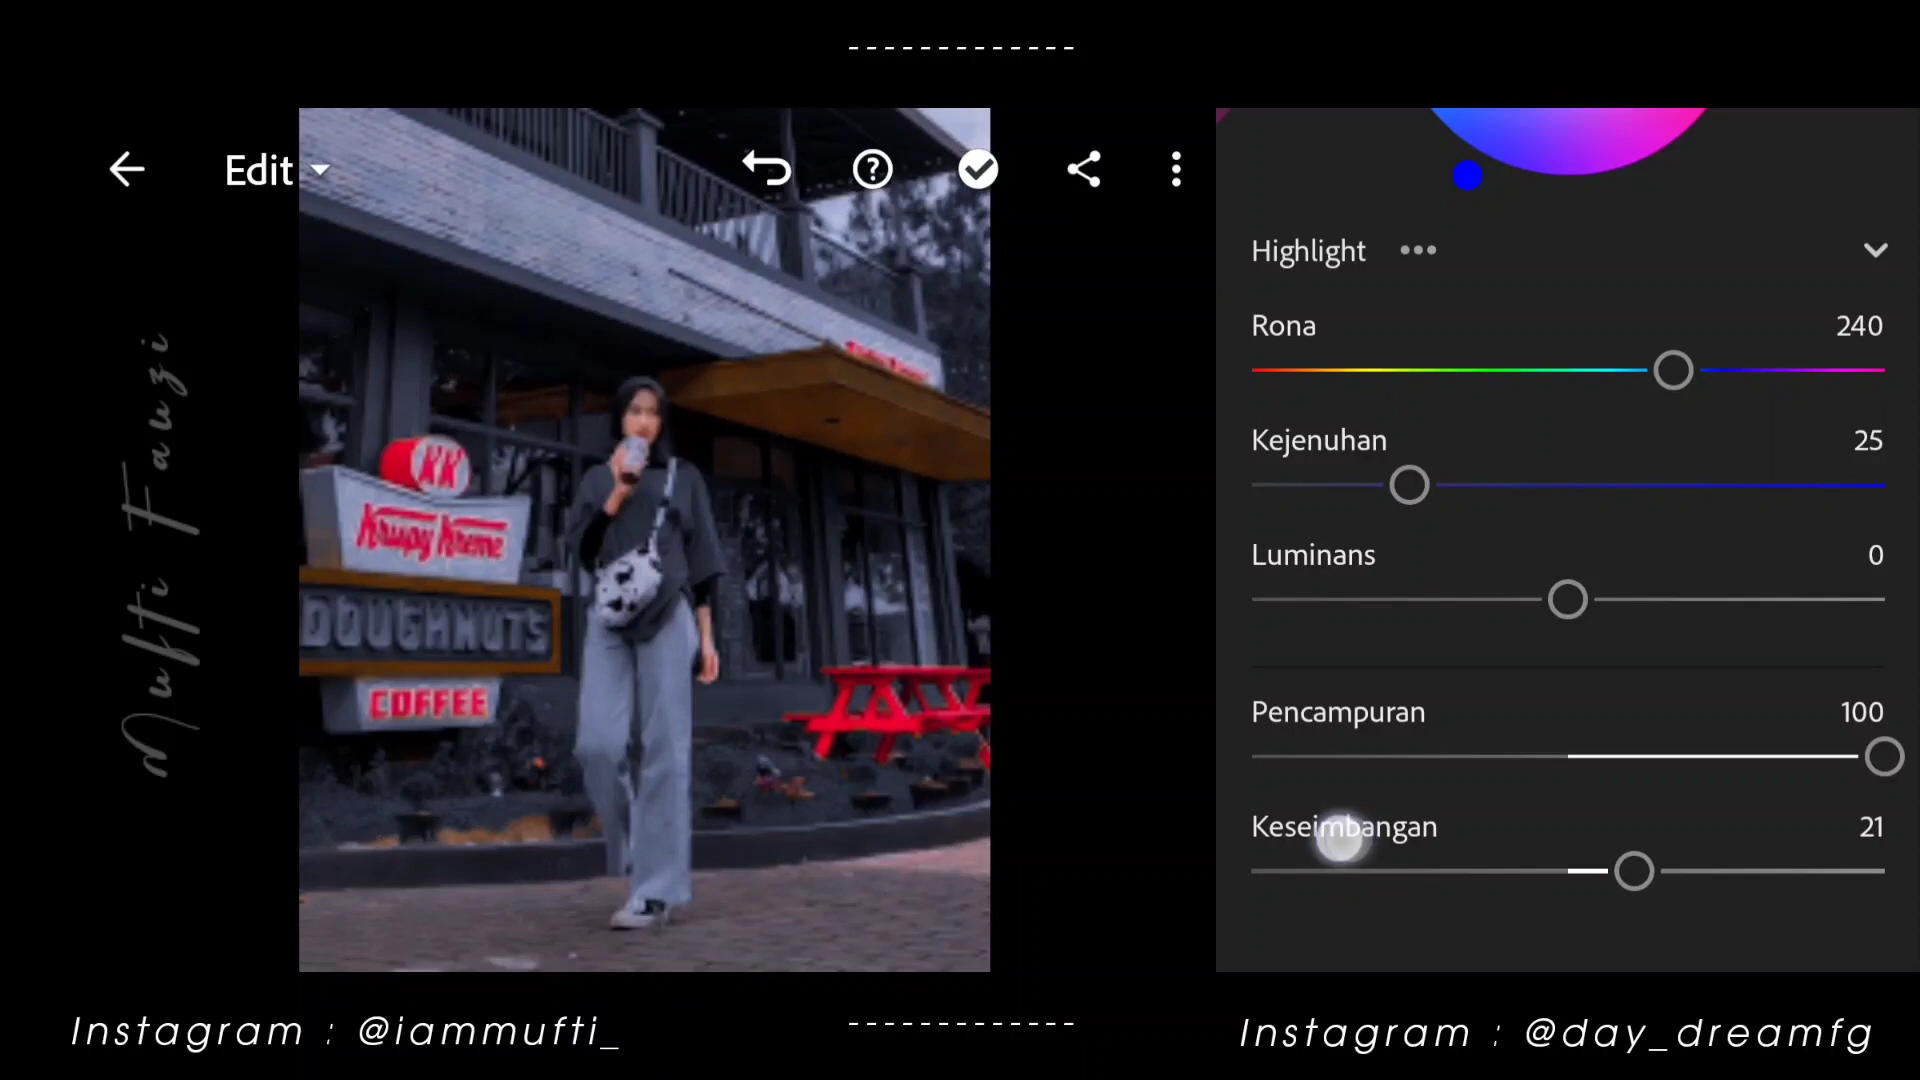 -------------
Edit
Highlight
Rona 240
Kejenuhan 25
Luminans 0
Pencampuran 100
Keseimbangan 21
Mufti Fauzi
KK
Krispy Kreme
DOUGHNUTS
COFFEE
-------------
Instagram : @iammufti_
Instagram : @day_dreamfg